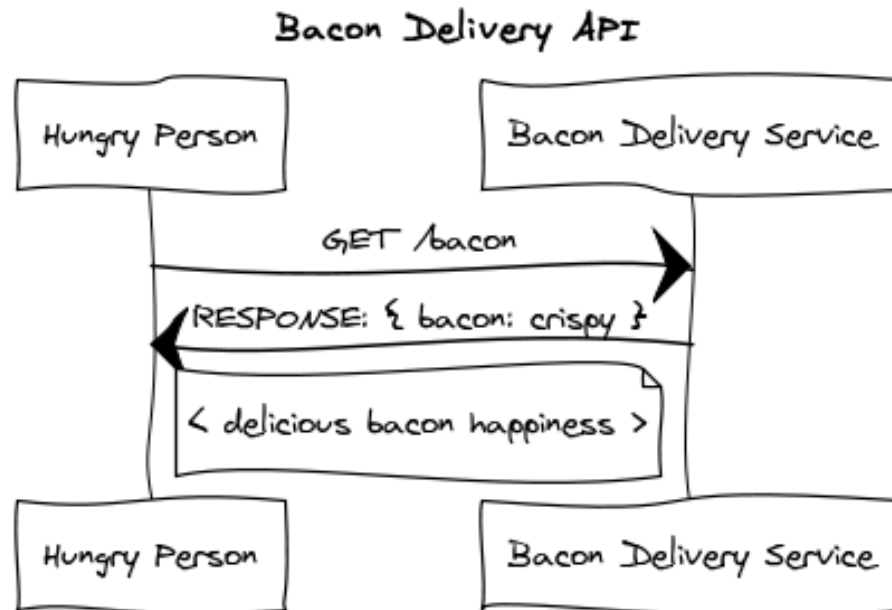 Bacon Delivery API
Hungry Person
Bacon Delivery Service
GET /bacon
RESPONSE: { bacon: crispy }
< delicious bacon happiness >
Hungry Person
Bacon Delivery Service